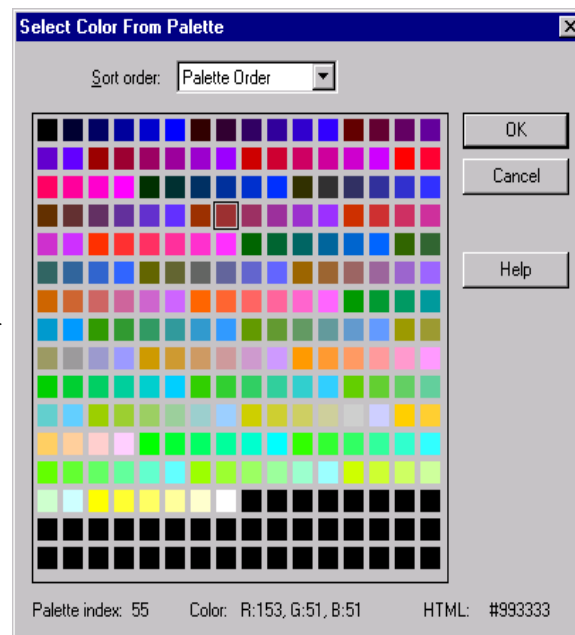 Select Color From Palette
Sort order: Palette Order
OK
Cancel
Help
Palette index: 55 Color: R:153, G:51, B:51 HTML: #993333